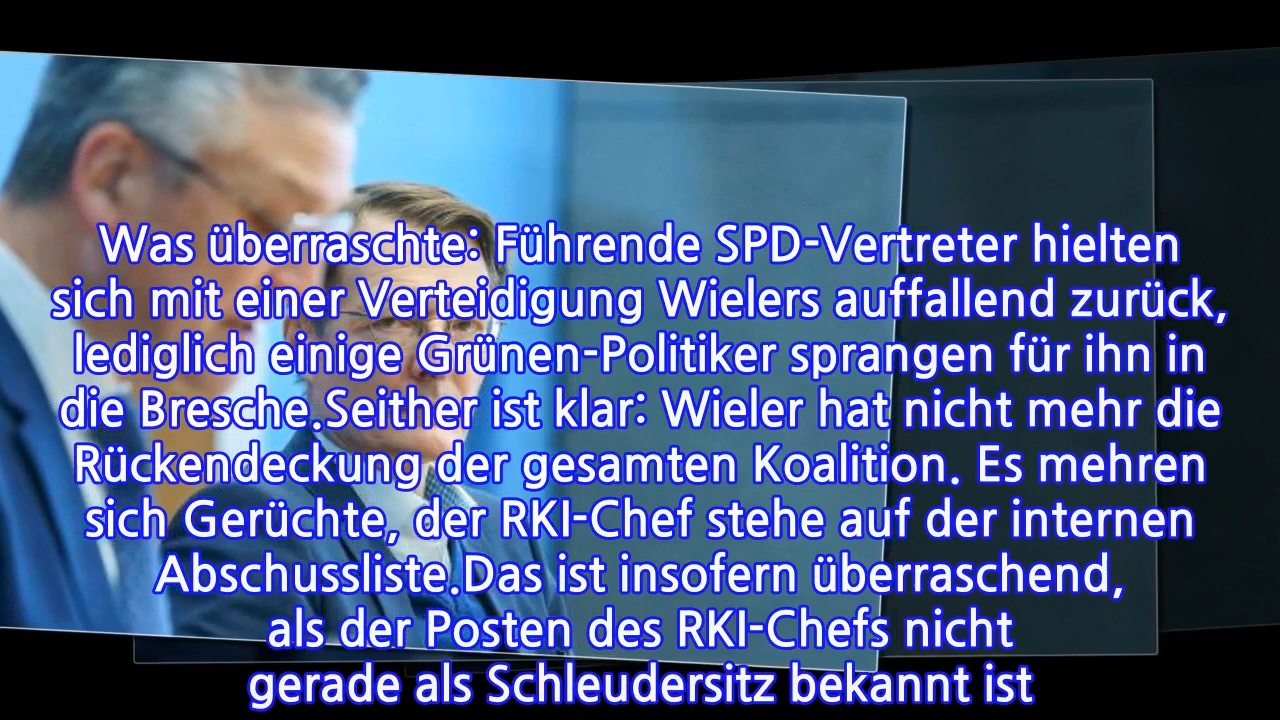 Was überraschte: Führende SPD-Vertreter hielten
sich mit einer Verteidigung Wielers auffallend zurück,
lediglich einige Grünen-Politiker sprangen für ihn in
die Bresche.Seither ist klar: Wieler hat nicht mehr die
Rückendeckung der gesamten Koalition. Es mehren
sich Gerüchte, der RKI-Chef stehe auf der internen
Abschussliste.Das ist insofern überraschend,
als der Posten des RKI-Chefs nicht
gerade als Schleudersitz bekannt ist